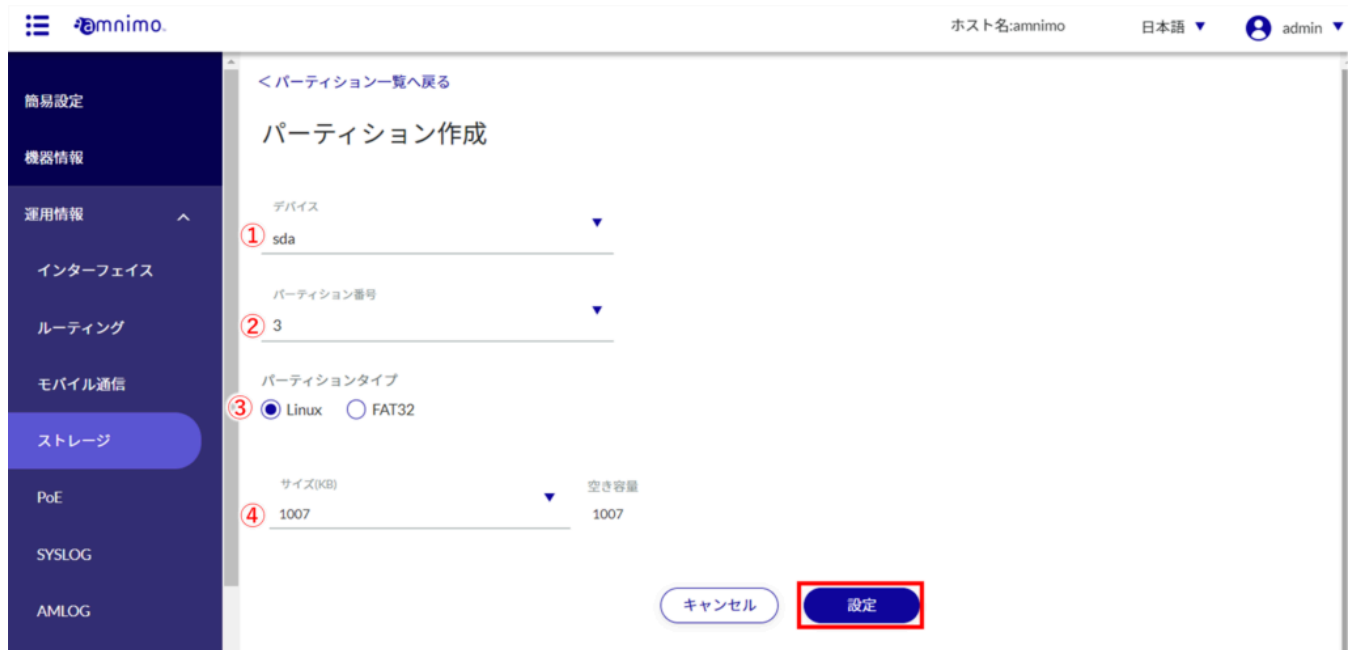 amnimo.
ホスト名:amnimo
日本語 ▼
admin ▼
簡易設定
機器情報
運用情報
インターフェイス
ルーティング
モバイル通信
ストレージ
PoE
SYSLOG
AMLOG
< パーティション一覧へ戻る
パーティション作成
デバイス
① sda
パーティション番号
② 3
パーティションタイプ
③ Linux FAT32
サイズ(KB) 空き容量
④ 1007 1007
キャンセル 設定